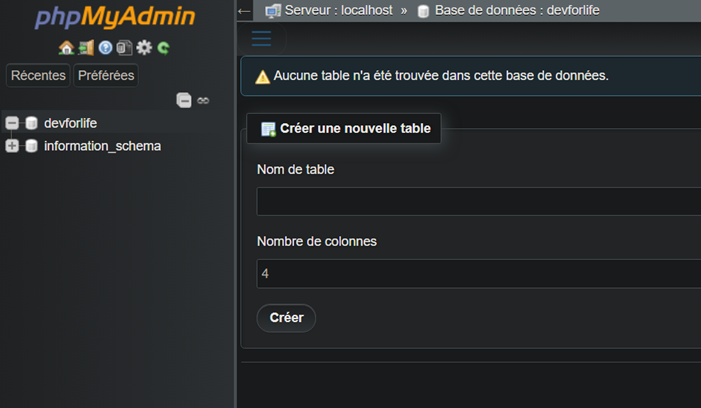 phpMyAdmin
Récentes Préférées
devforlife
information_schema
← Serveur : localhost » Base de données : devforlife
Aucune table n'a été trouvée dans cette base de données.
Créer une nouvelle table
Nom de table
Nombre de colonnes
4
Créer